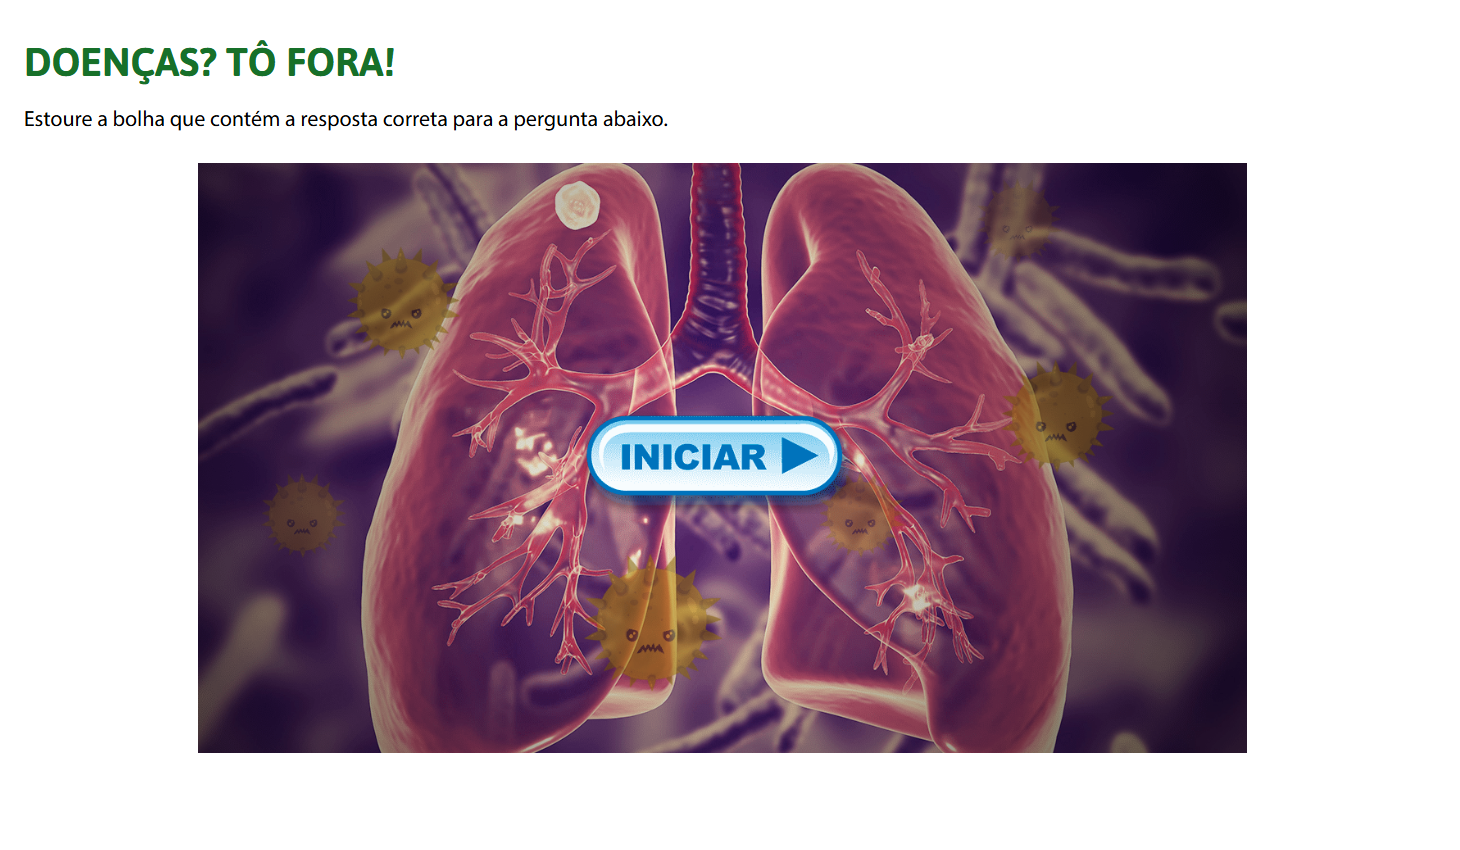 DOENÇAS? TÔ FORA!
Estoure a bolha que contém a resposta correta para a pergunta abaixo.
INICIAR